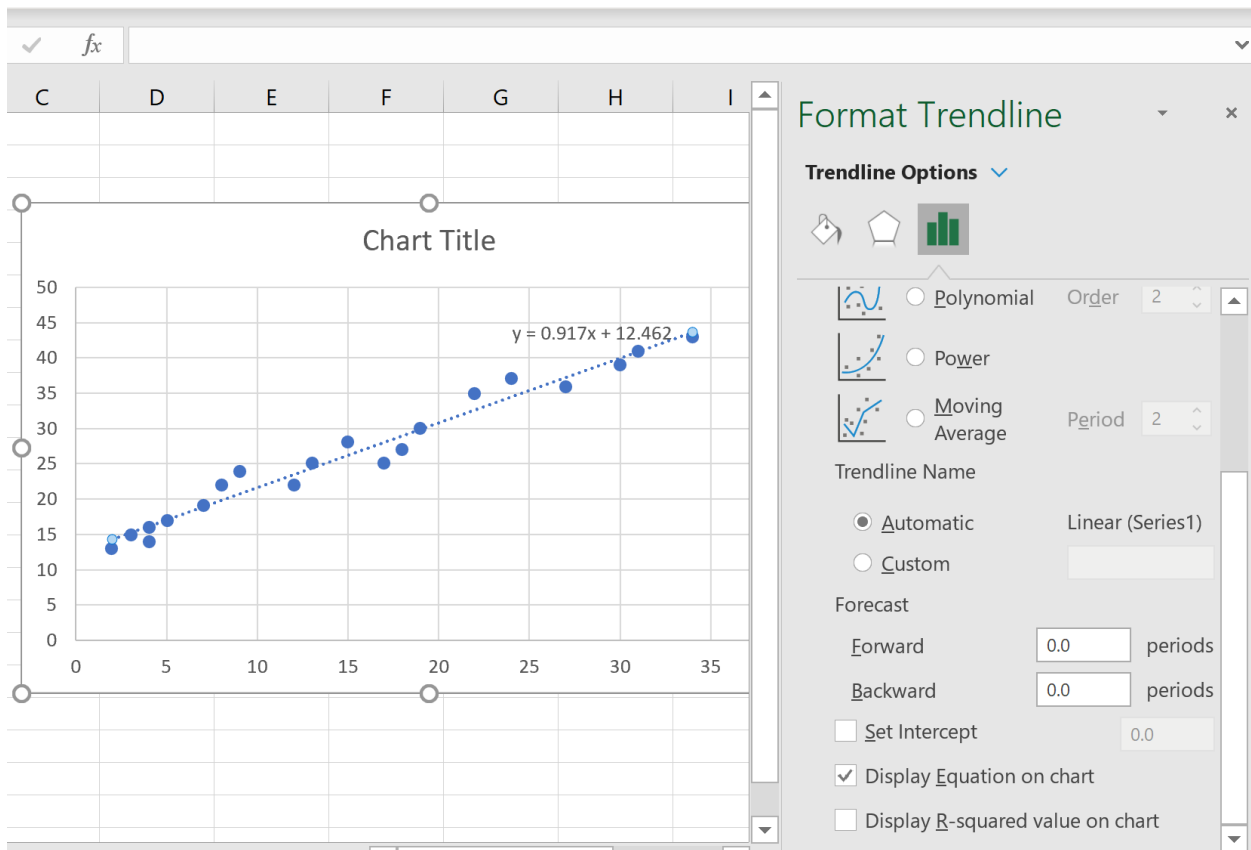 fx
C D E F G H I
Chart Title
50
45
40
35
30
25
20
15
10
5
0
y = 0.917x + 12.462
0 5 10 15 20 25 30 35
Format Trendline
Trendline Options
Polynomial Order 2
Power
Moving Average Period 2
Trendline Name
Automatic Linear (Series1)
Custom
Forecast
Forward 0.0 periods
Backward 0.0 periods
Set Intercept 0.0
Display Equation on chart
Display R-squared value on chart